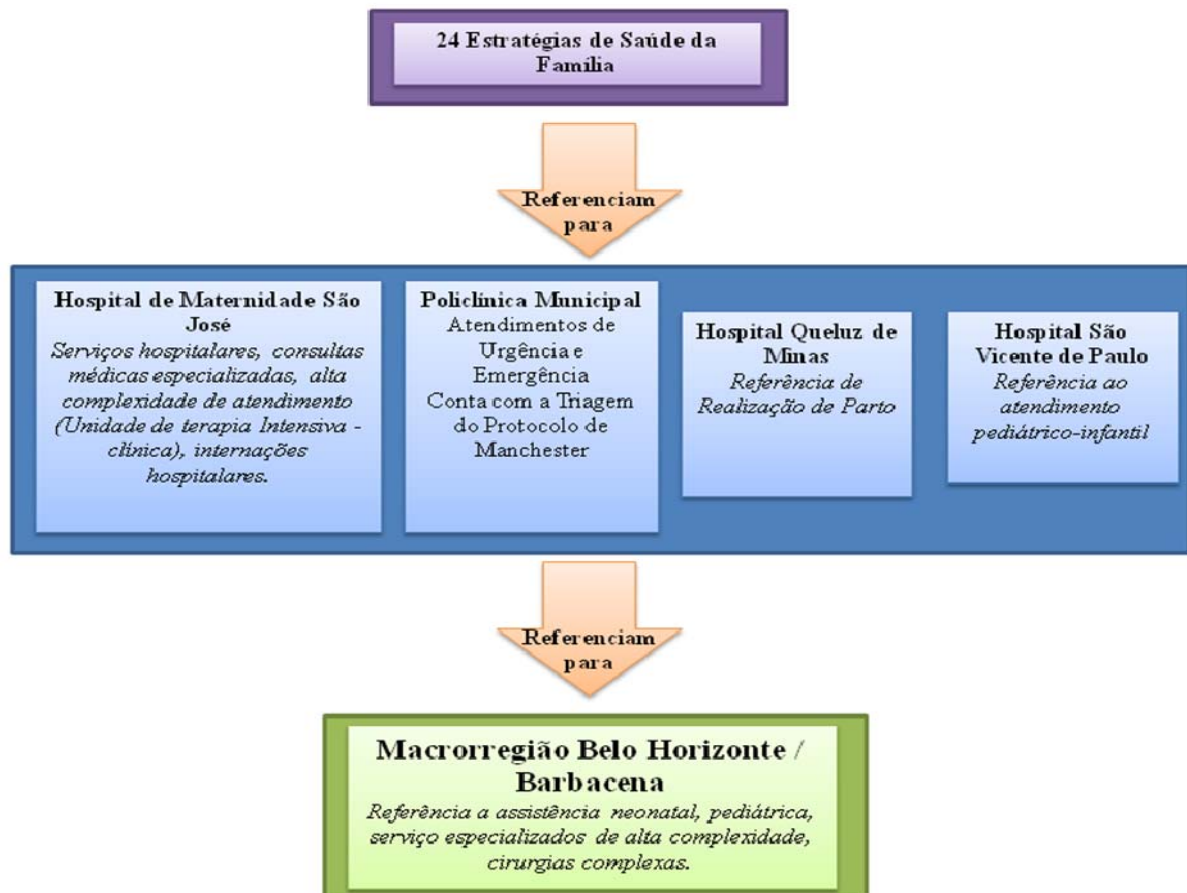 24 Estratégias de Saúde da
Família
Referenciam
para
Hospital de Maternidade São
José
Serviços hospitalares, consultas
médicas especializadas, alta
complexidade de atendimento
(Unidade de terapia Intensiva -
clínica), internações
hospitalares.
Policlínica Municipal
Atendimentos de
Urgência e
Emergência
Conta com a Triagem
do Protocolo de
Manchester
Hospital Queluz de
Minas
Referência de
Realização de Parto
Hospital São
Vicente de Paulo
Referência ao
atendimento
pediátrico-infantil
Referenciam
para
Macrorregião Belo Horizonte /
Barbacena
Referência a assistência neonatal, pediátrica,
serviço especializados de alta complexidade,
cirurgias complexas.